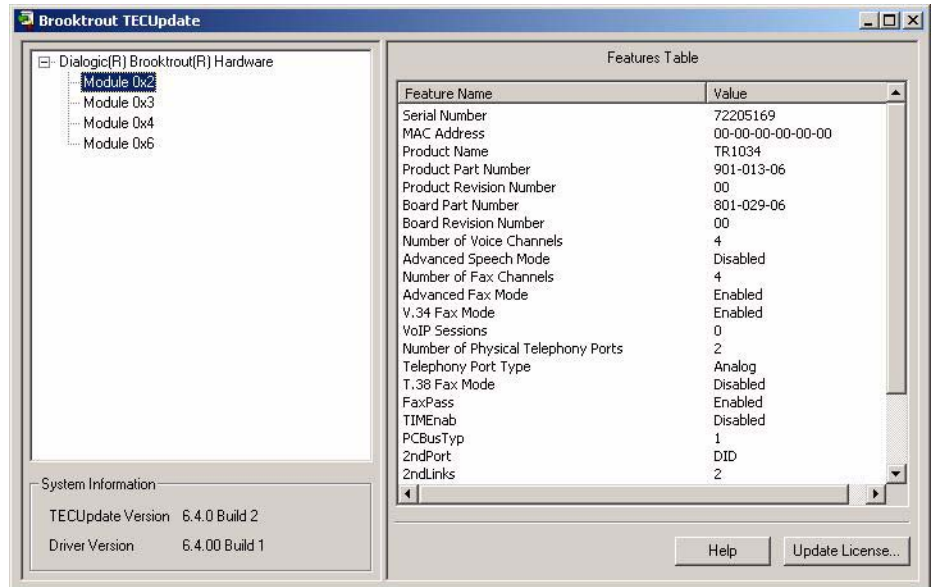 Brooktrout TECUpdate
Dialogic(R) Brooktrout(R) Hardware
Module 0x2
Module 0x3
Module 0x4
Module 0x6
System Information
TECUpdate Version 6.4.0 Build 2
Driver Version 6.4.00 Build 1
Features Table
Feature Name Value
Serial Number 72205169
MAC Address 00-00-00-00-00-00
Product Name TR1034
Product Part Number 901-013-06
Product Revision Number 00
Board Part Number 801-029-06
Board Revision Number 00
Number of Voice Channels 4
Advanced Speech Mode Disabled
Number of Fax Channels 4
Advanced Fax Mode Enabled
V.34 Fax Mode Enabled
VoIP Sessions 0
Number of Physical Telephony Ports 2
Telephony Port Type Analog
T.38 Fax Mode Disabled
FaxPass Enabled
TIMEnab Disabled
PCBusTyp 1
2ndPort DID
2ndLinks 2
Help Update License...